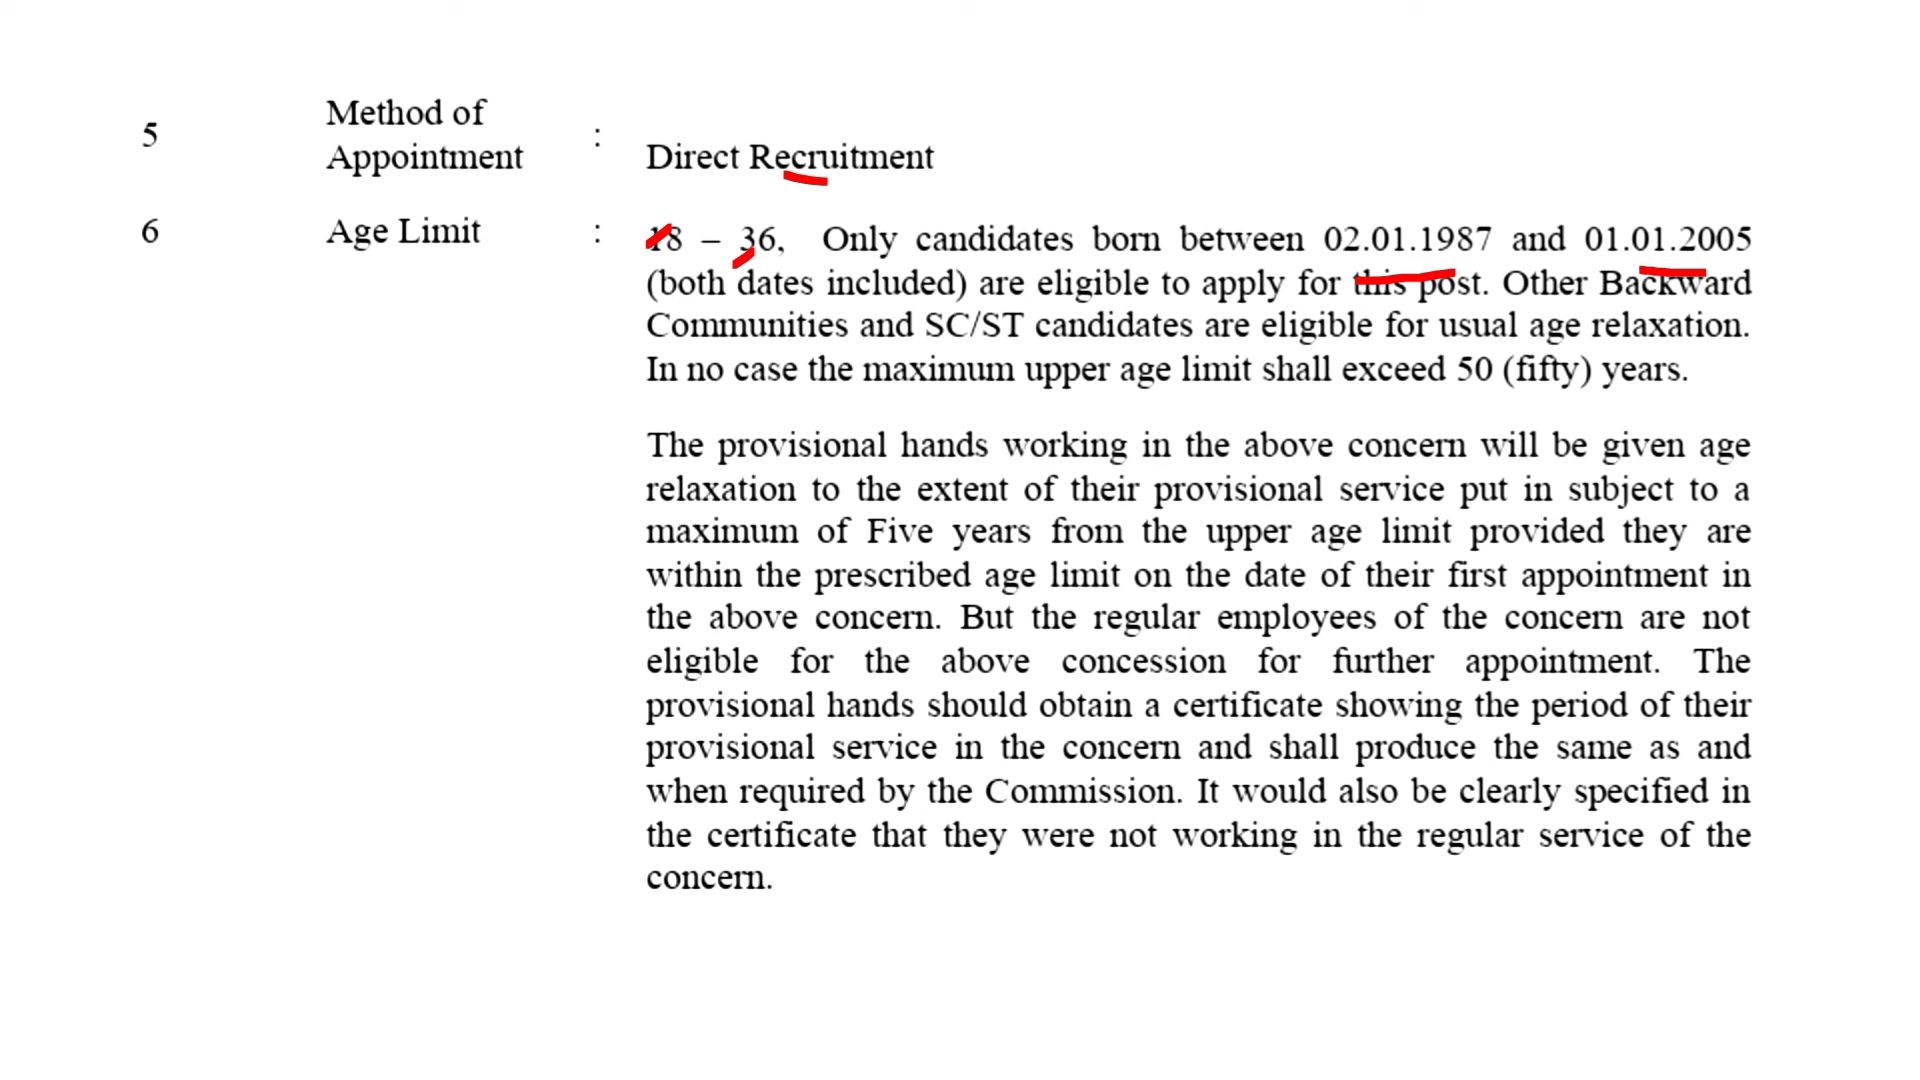 5 Method of Appointment : Direct Recruitment
6 Age Limit : 18 – 36, Only candidates born between 02.01.1987 and 01.01.2005
(both dates included) are eligible to apply for this post. Other Backward
Communities and SC/ST candidates are eligible for usual age relaxation.
In no case the maximum upper age limit shall exceed 50 (fifty) years.
The provisional hands working in the above concern will be given age
relaxation to the extent of their provisional service put in subject to a
maximum of Five years from the upper age limit provided they are
within the prescribed age limit on the date of their first appointment in
the above concern. But the regular employees of the concern are not
eligible for the above concession for further appointment. The
provisional hands should obtain a certificate showing the period of their
provisional service in the concern and shall produce the same as and
when required by the Commission. It would also be clearly specified in
the certificate that they were not working in the regular service of the
concern.